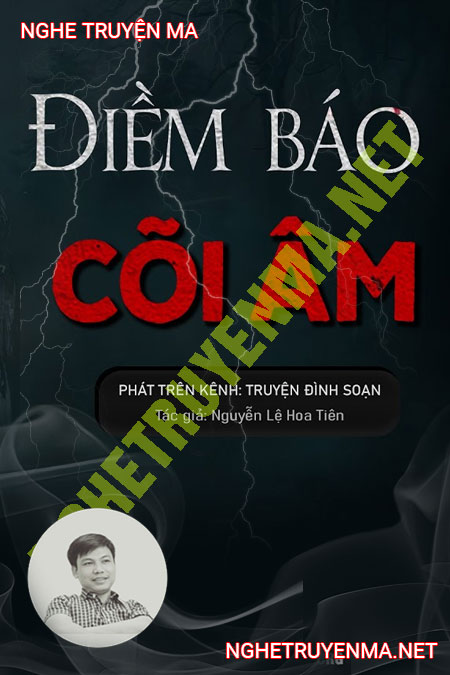 NGHE TRUYỆN MA
ĐIỀM BÁO
CÕI ÂM
PHÁT TRÊN KÊNH: TRUYỆN ĐÌNH SOẠN
Tác giả: Nguyễn Lệ Hoa Tiên
NGHETRUYENMA.NET
NGHETRUYENMA.NET